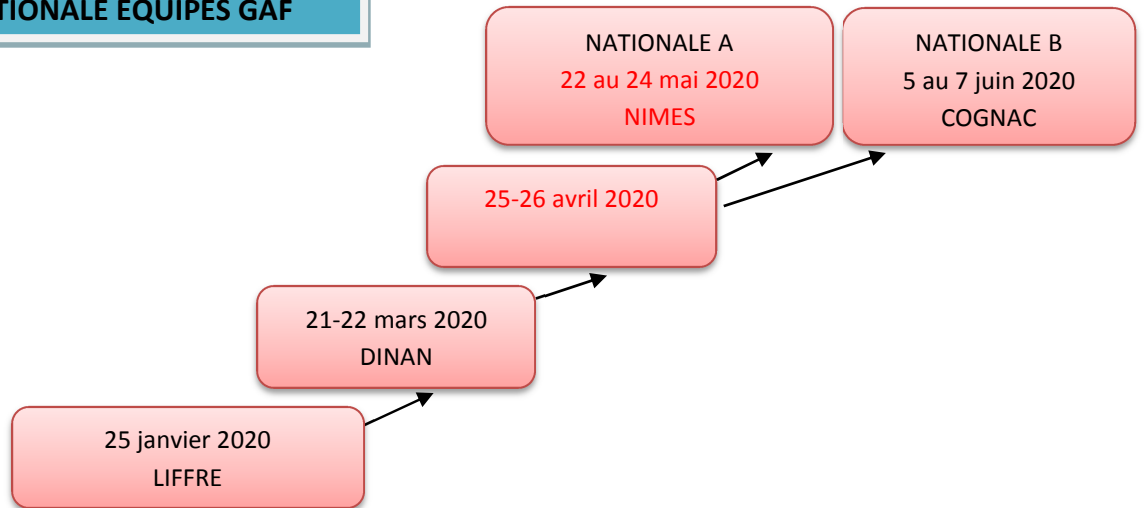 EQUIPES GAF
NATIONALE A
22 au 24 mai 2020
NIMES
NATIONALE B
5 au 7 juin 2020
COGNAC
25-26 avril 2020
21-22 mars 2020
DINAN
25 janvier 2020
LIFFRE